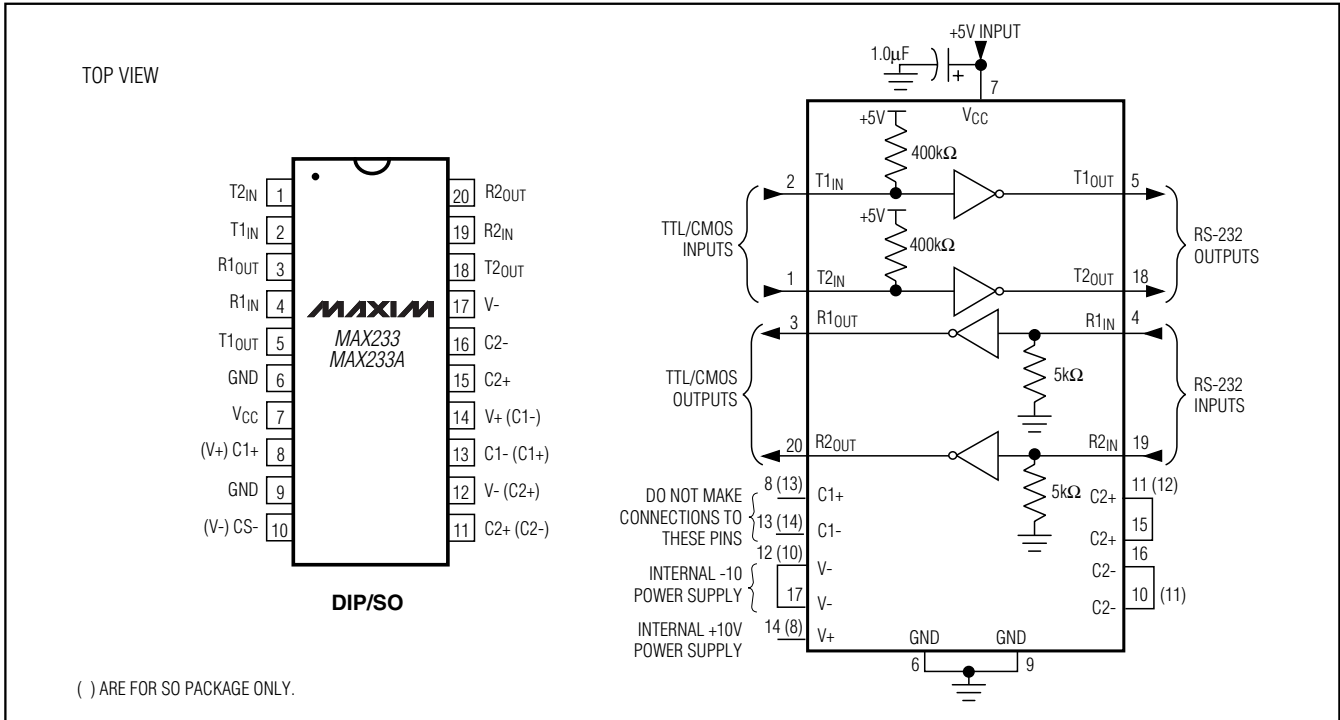 TOP VIEW
T2IN 1
T1IN 2
R1OUT 3
R1IN 4
T1OUT 5
GND 6
VCC 7
(V+) C1+ 8
GND 9
(V-) CS- 10
MAXIM
MAX233
MAX233A
20 R2OUT
19 R2IN
18 T2OUT
17 V-
16 C2-
15 C2+
14 V+ (C1-)
13 C1- (C1+)
12 V- (C2+)
11 C2+ (C2-)
DIP/SO
( ) ARE FOR SO PACKAGE ONLY.
+5V INPUT
1.0µF
+
7
VCC
+5V
400kΩ
2 T1IN
T1OUT 5
+5V
400kΩ
TTL/CMOS
INPUTS
RS-232
OUTPUTS
1 T2IN
T2OUT 18
3 R1OUT
R1IN 4
5kΩ
TTL/CMOS
OUTPUTS
RS-232
INPUTS
20 R2OUT
R2IN 19
5kΩ
DO NOT MAKE
CONNECTIONS TO
THESE PINS
8 (13) C1+
13 (14) C1-
INTERNAL -10
POWER SUPPLY
12 (10) V-
17 V-
INTERNAL +10V
POWER SUPPLY
14 (8) V+
C2+ 11 (12)
C2+ 15
C2- 16
C2- 10 (11)
GND GND
6 9